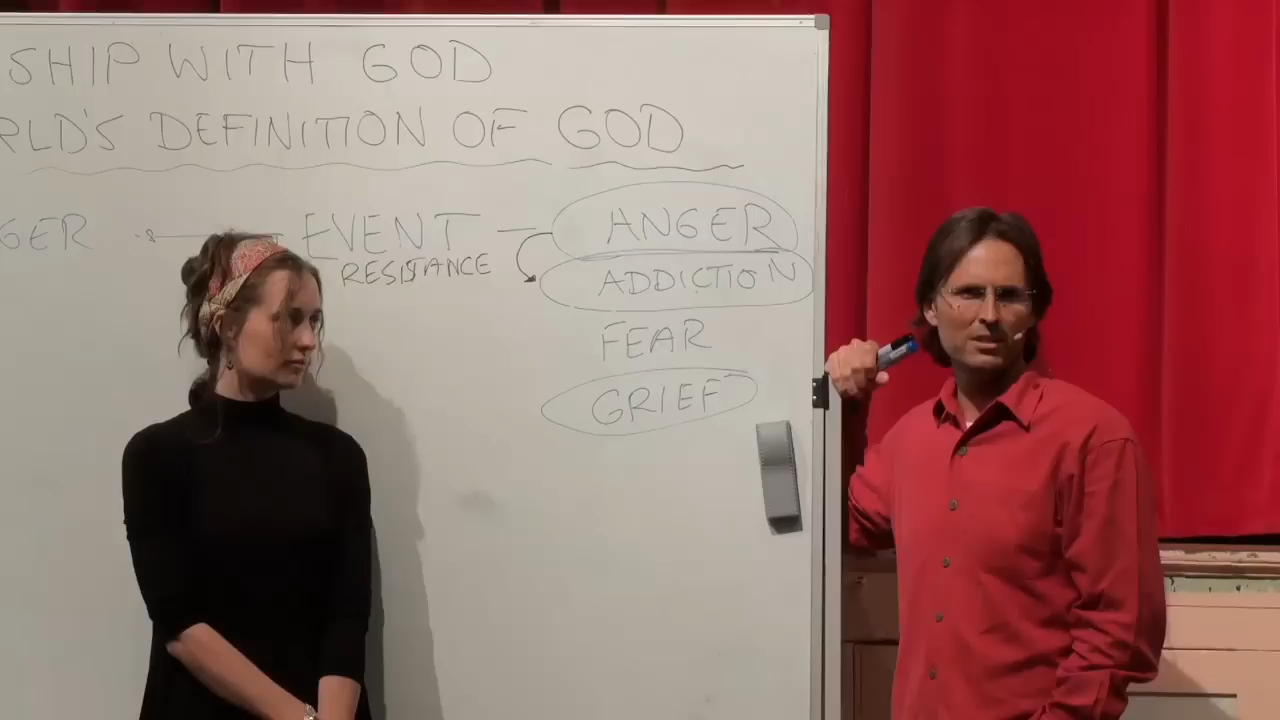 SHIP WITH GOD
RLD'S DEFINITION OF GOD
GER EVENT ANGER
RESISTANCE ADDICTION
FEAR
GRIEF